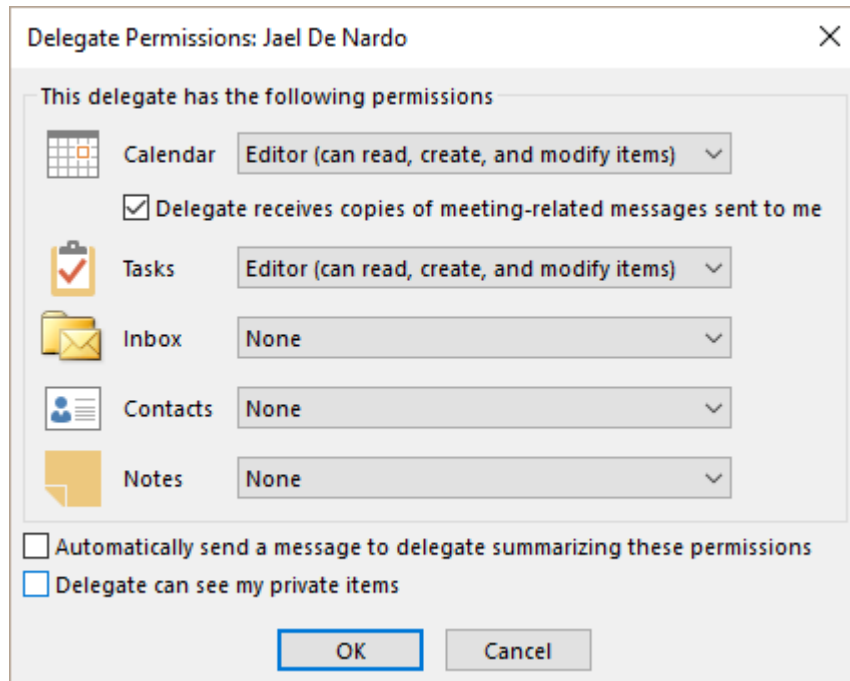 Delegate Permissions: Jael De Nardo
This delegate has the following permissions
Calendar Editor (can read, create, and modify items)
Delegate receives copies of meeting-related messages sent to me
Tasks Editor (can read, create, and modify items)
Inbox None
Contacts None
Notes None
Automatically send a message to delegate summarizing these permissions
Delegate can see my private items
OK Cancel